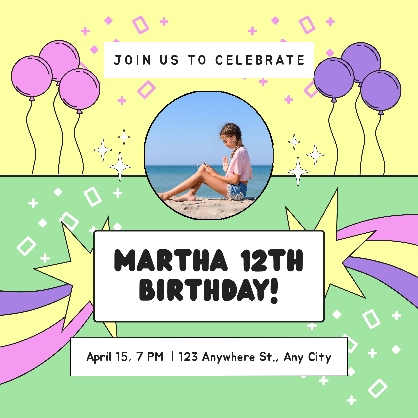 JOIN US TO CELEBRATE
MARTHA 12TH
BIRTHDAY!
April 15, 7 PM | 123 Anywhere St., Any City